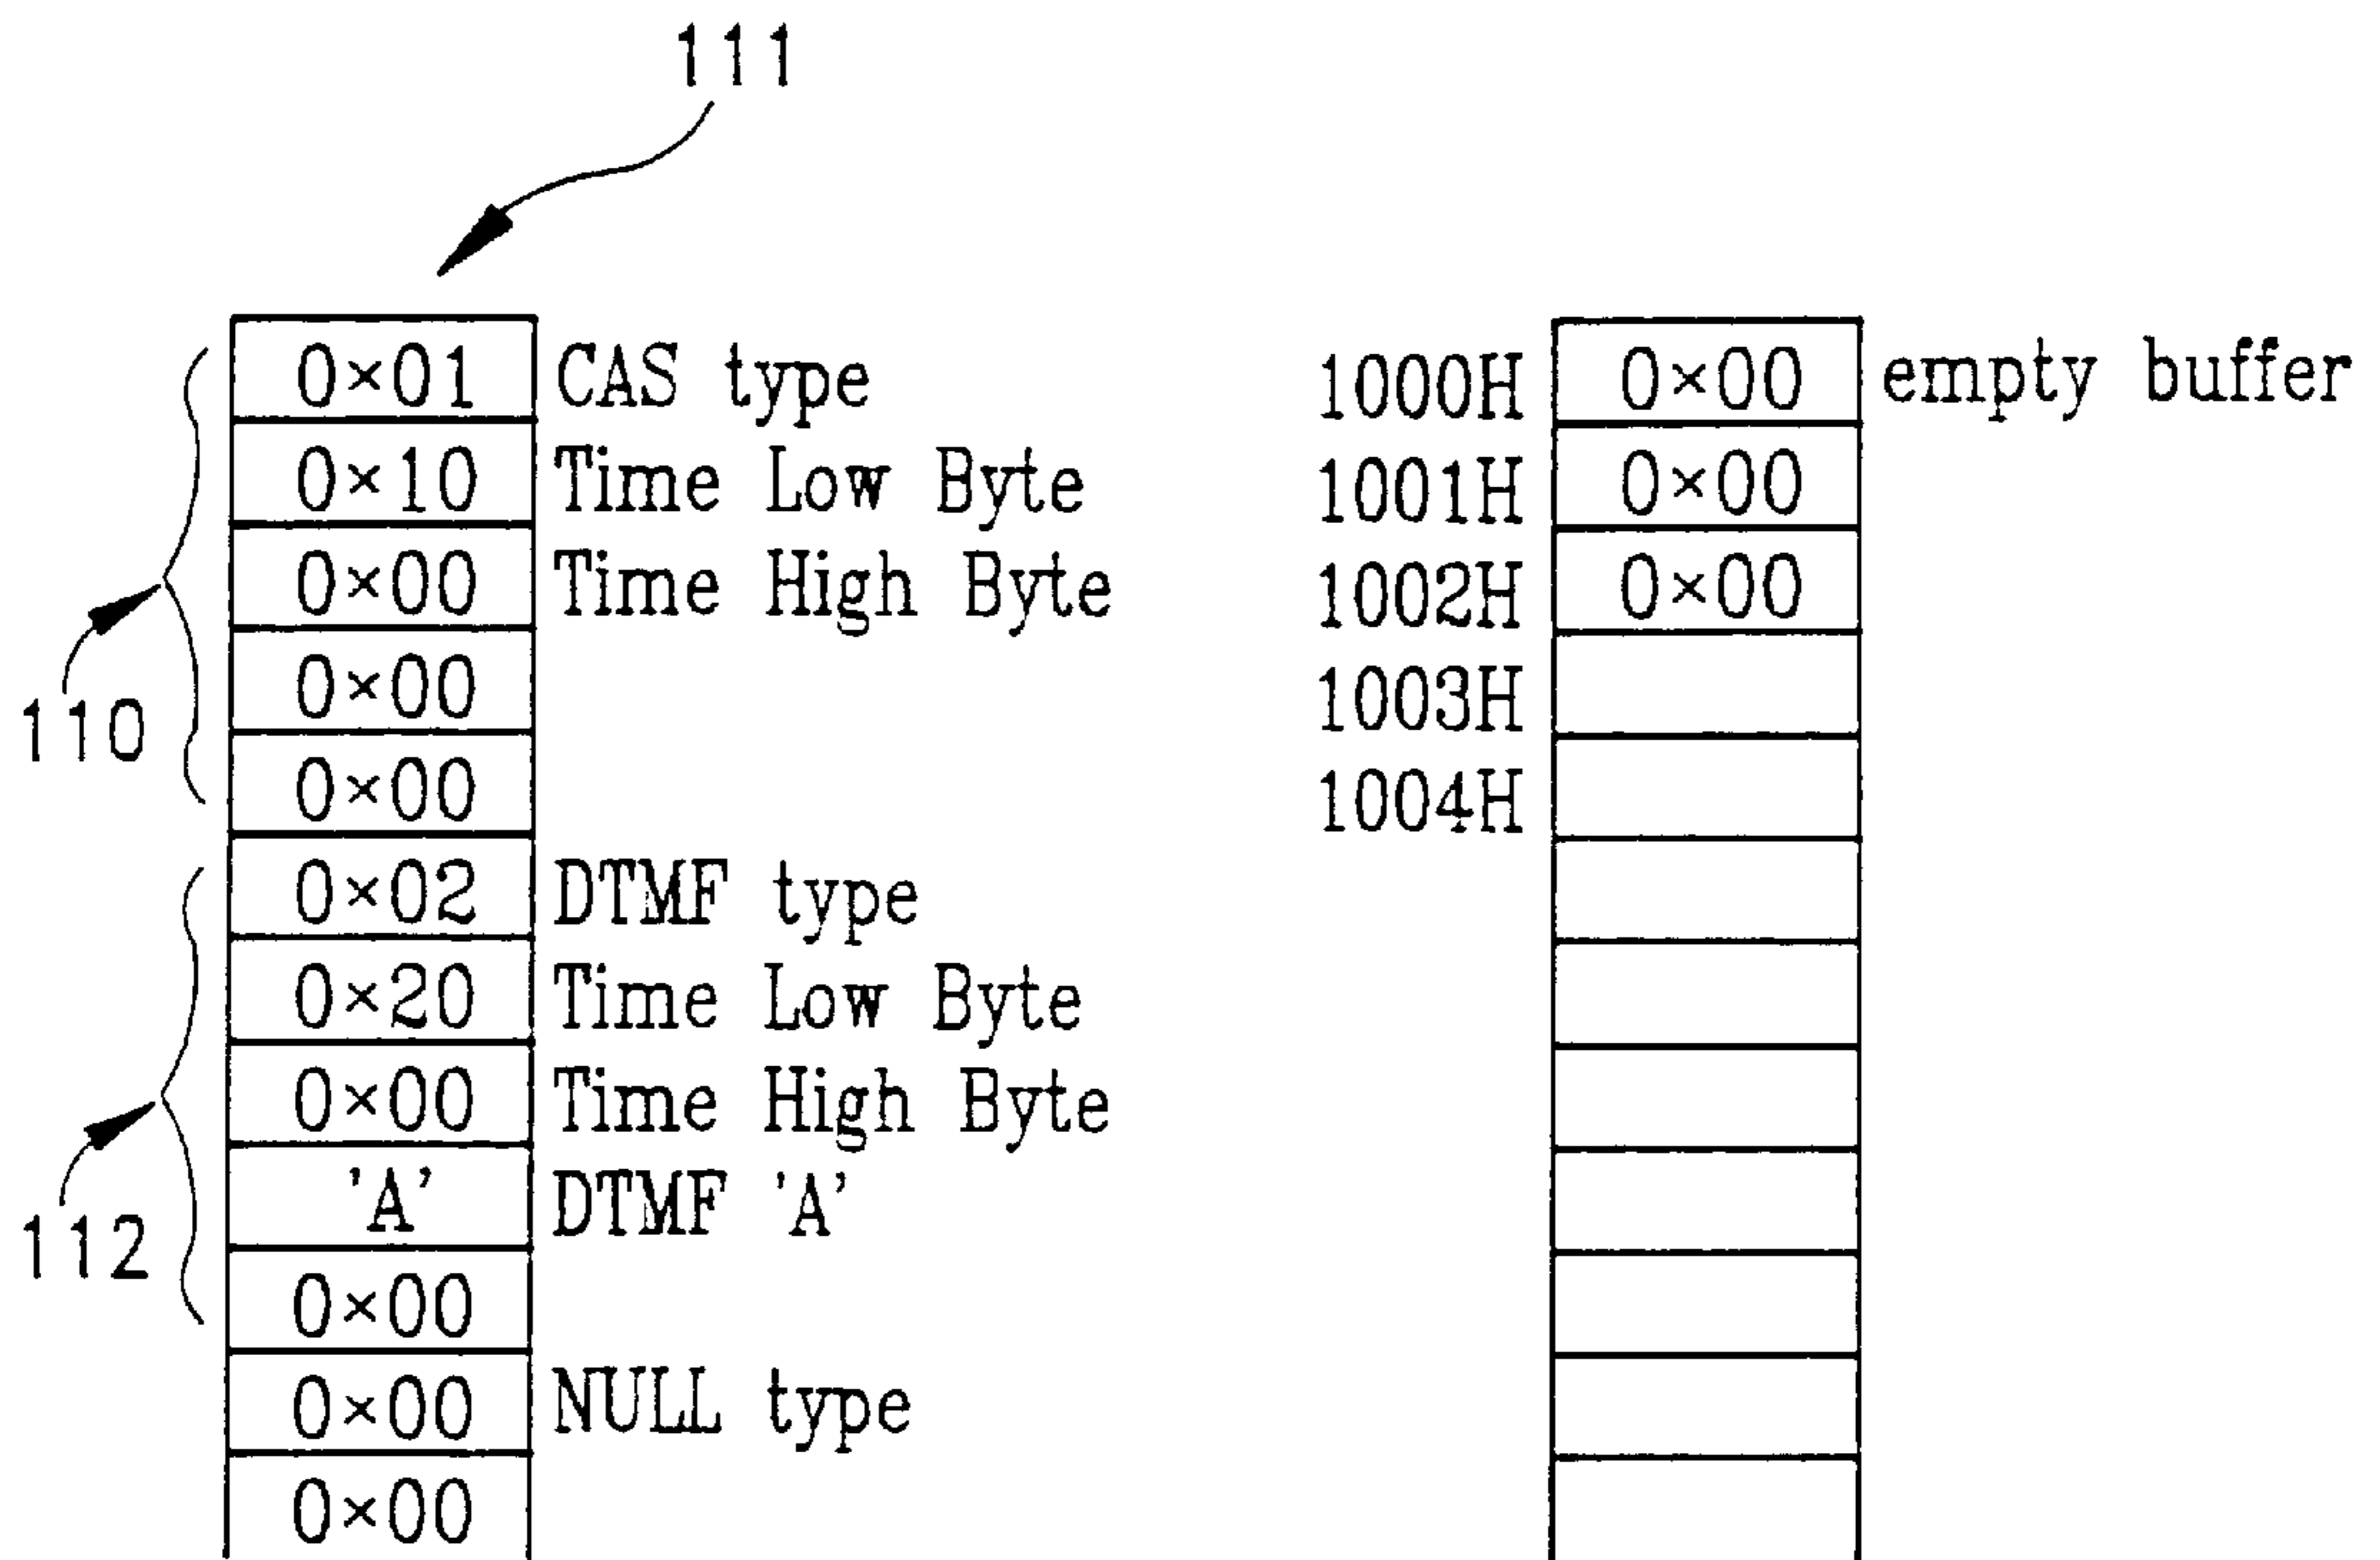 111
0×01 CAS type
0×10 Time Low Byte
0×00 Time High Byte
0×00
110
0×00
0×02 DTMF type
0×20 Time Low Byte
0×00 Time High Byte
'A' DTMF 'A'
112
0×00
0×00 NULL type
0×00
1000H 0×00 empty buffer
1001H 0×00
1002H 0×00
1003H
1004H